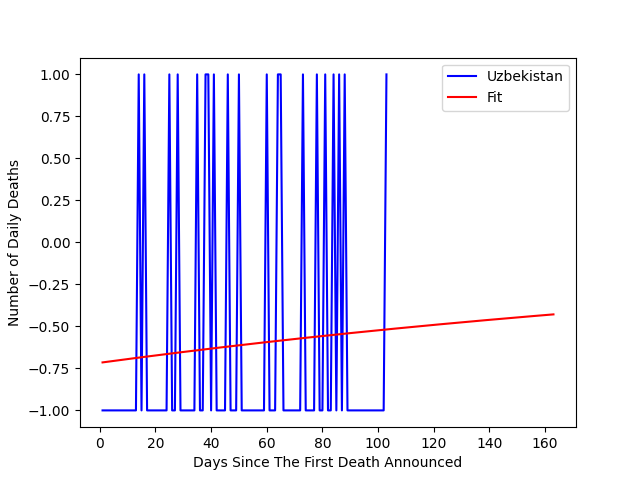 Uzbekistan
Fit
1.00
0.75
0.50
0.25
0.00
−0.25
−0.50
−0.75
−1.00
Number of Daily Deaths
0 20 40 60 80 100 120 140 160
Days Since The First Death Announced